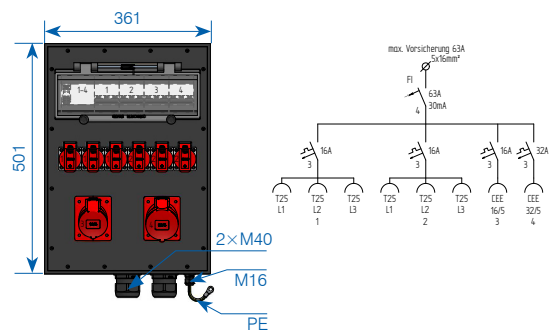 361
501
1-4 1 2 3 4
2×M40
M16
PE
max. Vorsicherung 63A
5x16mm²
FI
63A
30mA
4
16A
3
16A
3
16A
3
32A
3
T25 T25 T25 T25 T25 T25 CEE CEE
L1 L2 L3 L1 L2 L3 16/5 32/5
1 2 3 4